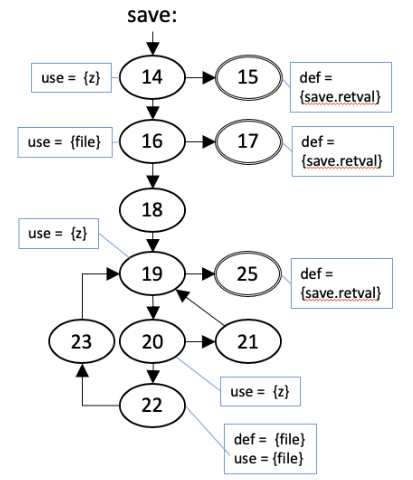 save:
use = {z}
14
15
def =
{save.retval}
use = {file}
16
17
def =
{save.retval}
18
use = {z}
19
25
def =
{save.retval}
23
20
21
use = {z}
22
def = {file}
use = {file}